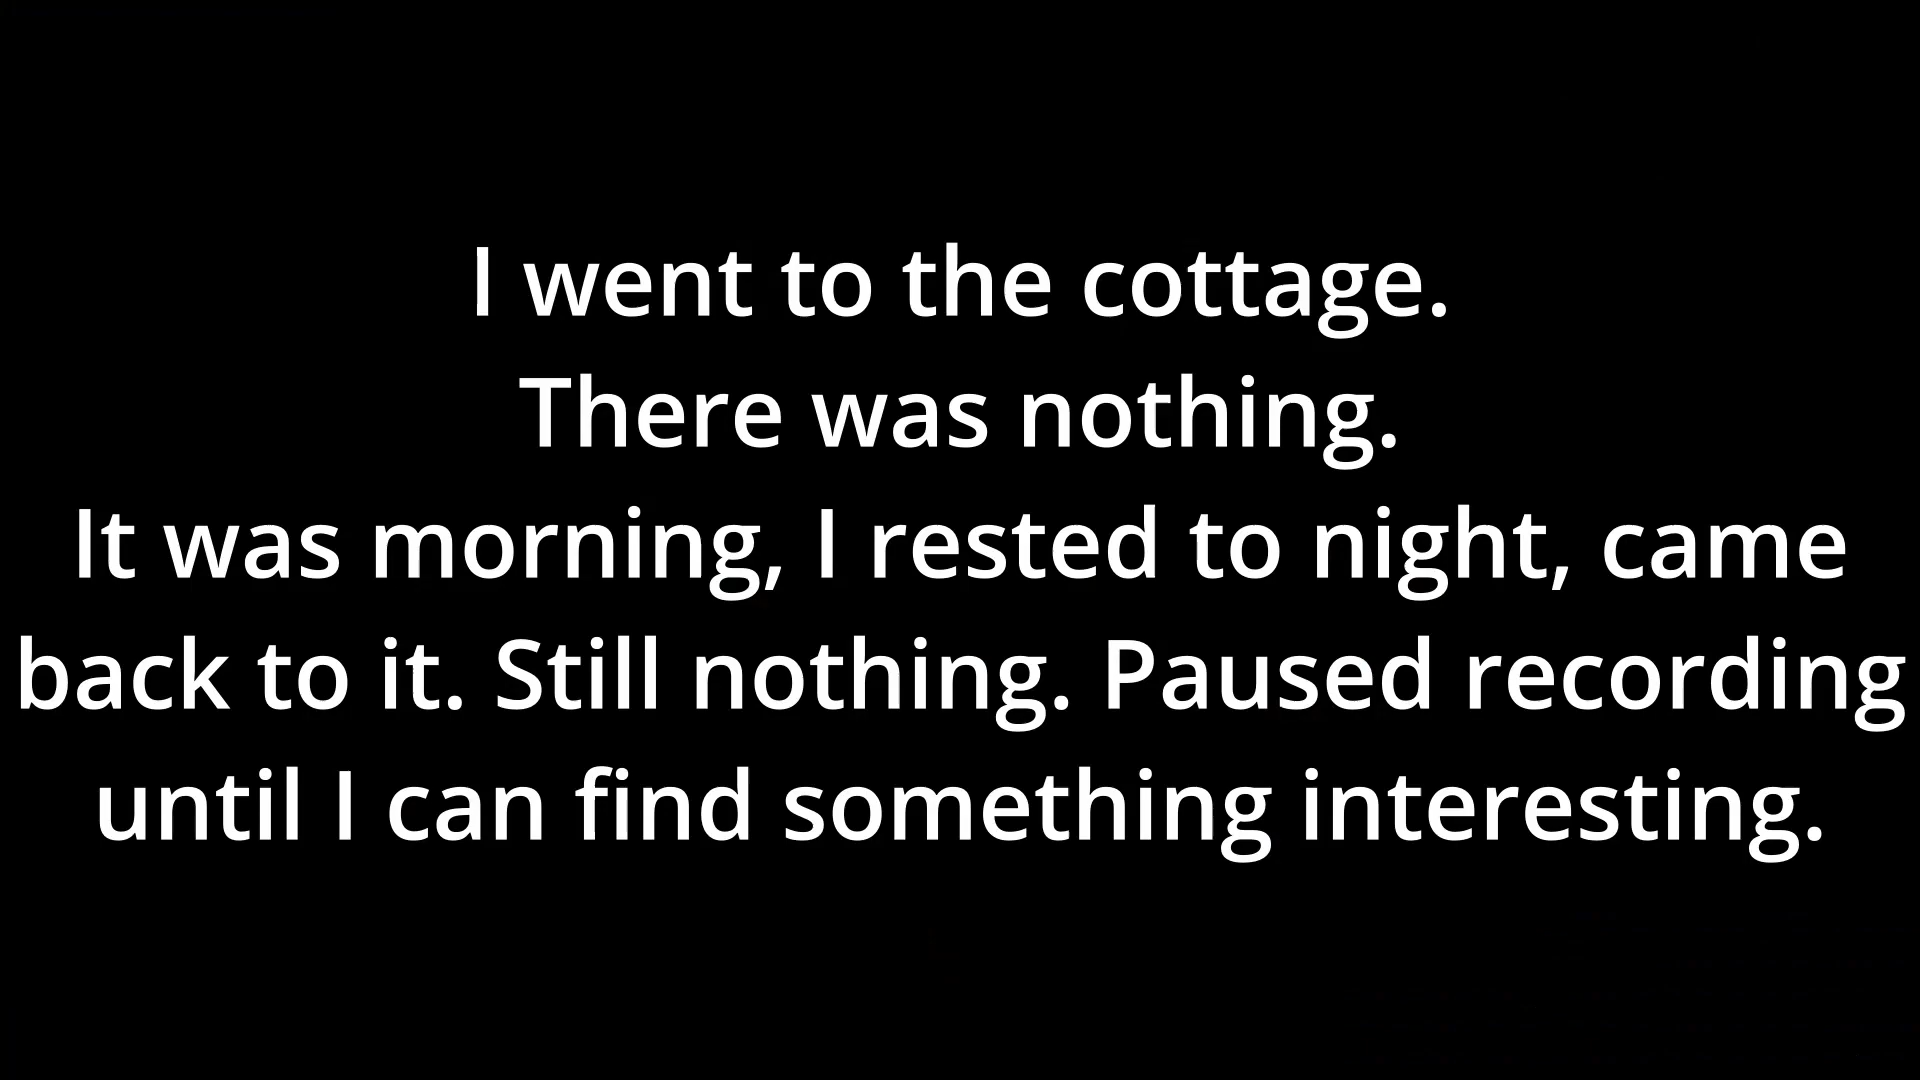 I went to the cottage.
There was nothing.
It was morning, I rested to night, came
back to it. Still nothing. Paused recording
until I can find something interesting.